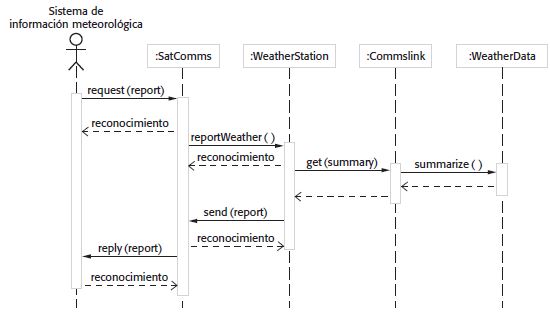 Sistema de
información meteorológica
:SatComms
:WeatherStation
:Commslink
:WeatherData
request (report)
reconocimiento
reportWeather ( )
reconocimiento
get (summary)
summarize ( )
send (report)
reconocimiento
reply (report)
reconocimiento